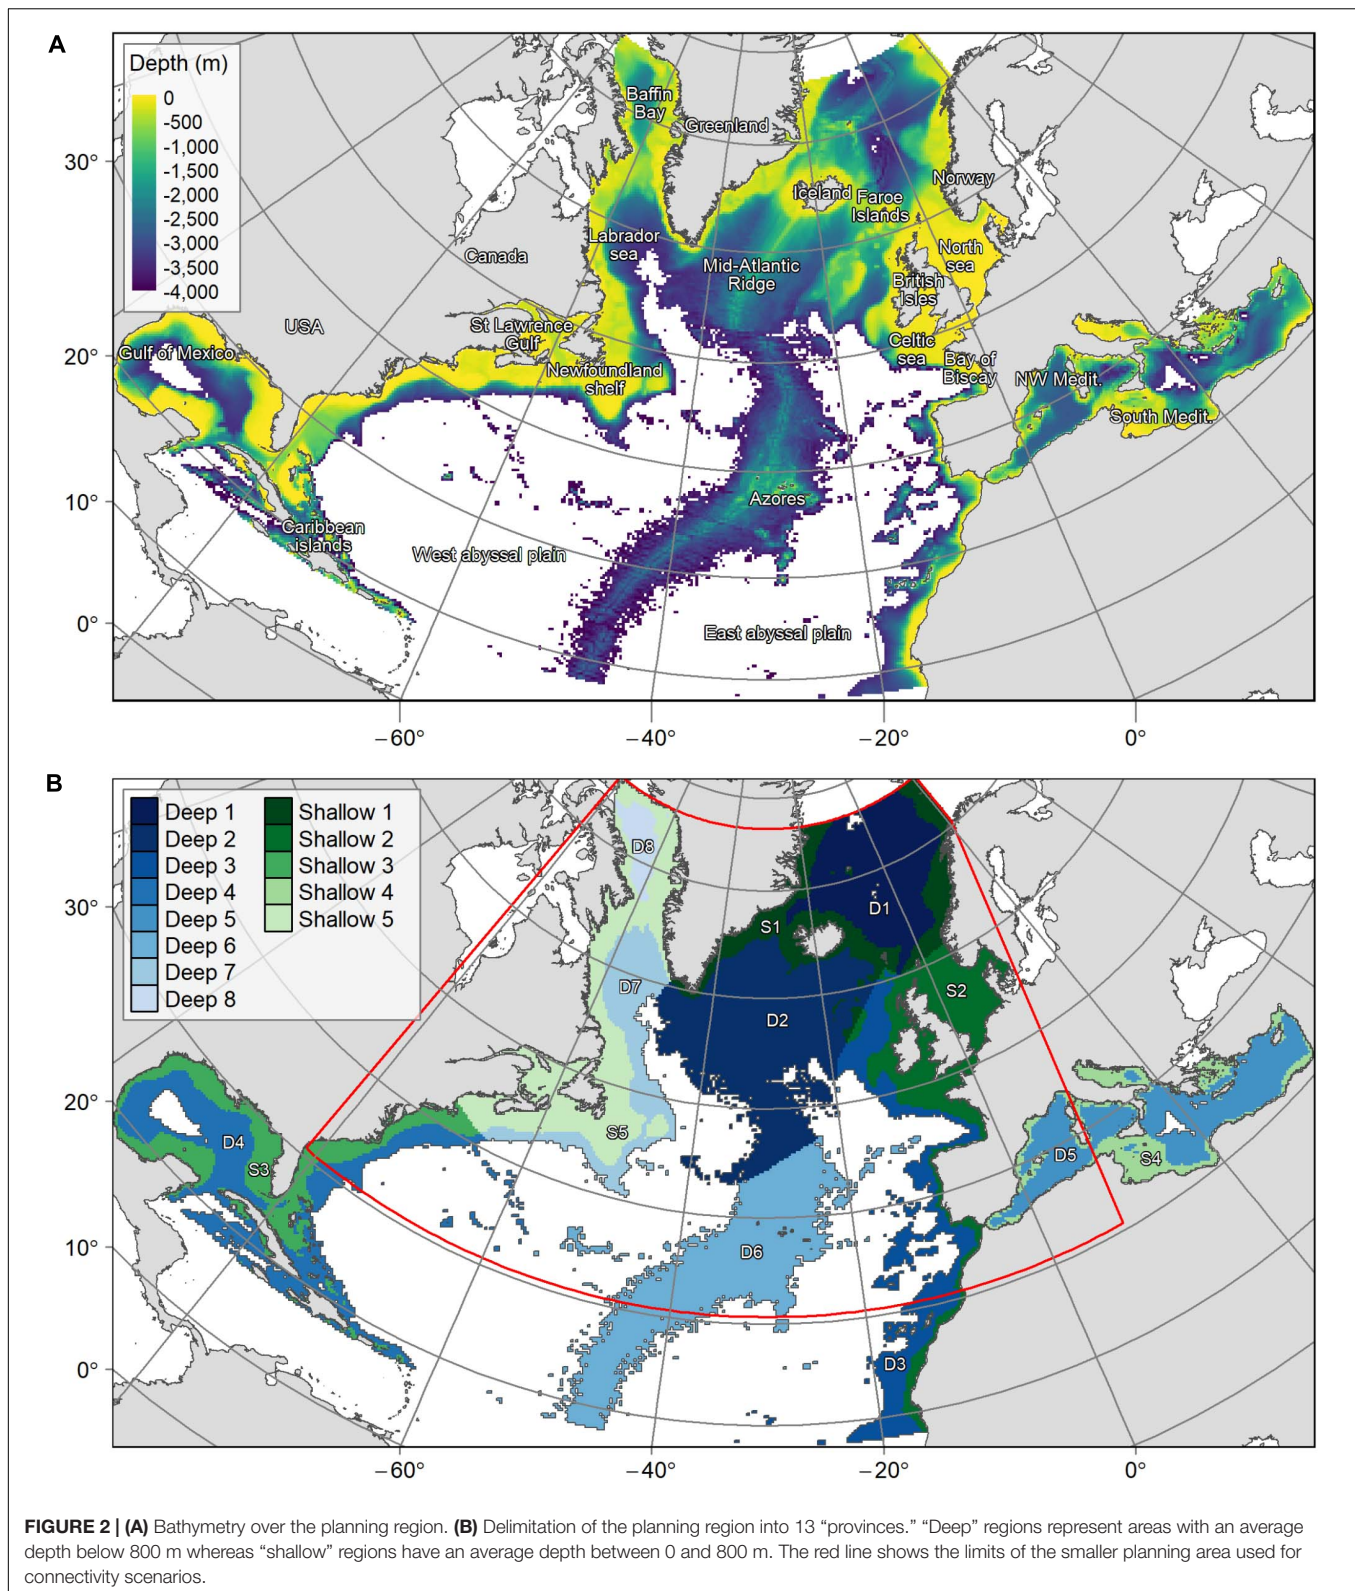 A
Depth (m)
0
-500
-1,000
-1,500
-2,000
-2,500
-3,000
-3,500
-4,000
30°
20°
10°
0°
Baffin
Bay
Greenland
Norway
Iceland
Faroe
Islands
Labrador
sea
North
sea
Canada
Mid-Atlantic
Ridge
British
Isles
USA
St Lawrence
Gulf
Gulf of Mexico
Celtic
sea
Bay of
Biscay
Newfoundland
shelf
NW Medit.
South Medit.
Azores
Caribbean
islands
West abyssal plain
East abyssal plain
−60°
−40°
−20°
0°
B
Deep 1
Deep 2
Deep 3
Deep 4
Deep 5
Deep 6
Deep 7
Deep 8
Shallow 1
Shallow 2
Shallow 3
Shallow 4
Shallow 5
30°
20°
10°
0°
D8
D1
S1
D7
S2
D2
D4
S3
S5
D5
S4
D6
D3
−60°
−40°
−20°
0°
FIGURE 2 | (A) Bathymetry over the planning region. (B) Delimitation of the planning region into 13 “provinces.” “Deep” regions represent areas with an average
depth below 800 m whereas “shallow” regions have an average depth between 0 and 800 m. The red line shows the limits of the smaller planning area used for
connectivity scenarios.